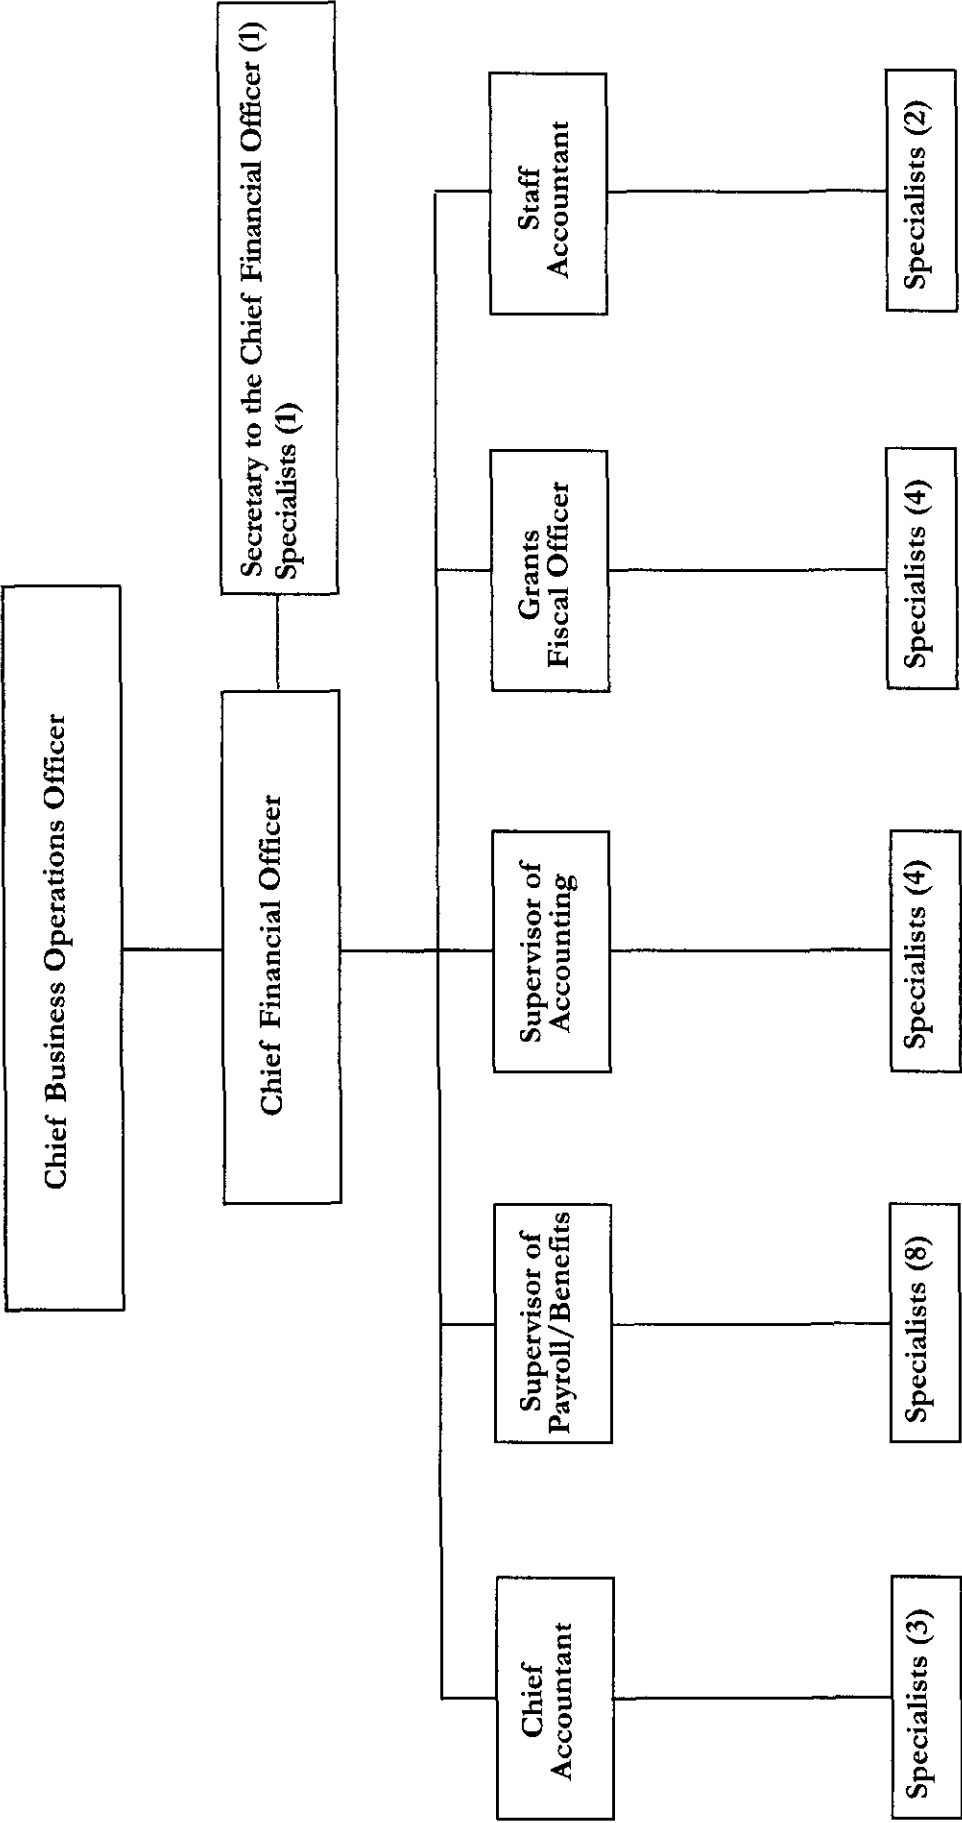 Chief Business Operations Officer
Chief Financial Officer
Secretary to the Chief Financial Officer (1)
Specialists (1)
Chief
Accountant
Supervisor of
Payroll/Benefits
Supervisor of
Accounting
Grants
Fiscal Officer
Staff
Accountant
Specialists (3)
Specialists (8)
Specialists (4)
Specialists (4)
Specialists (2)